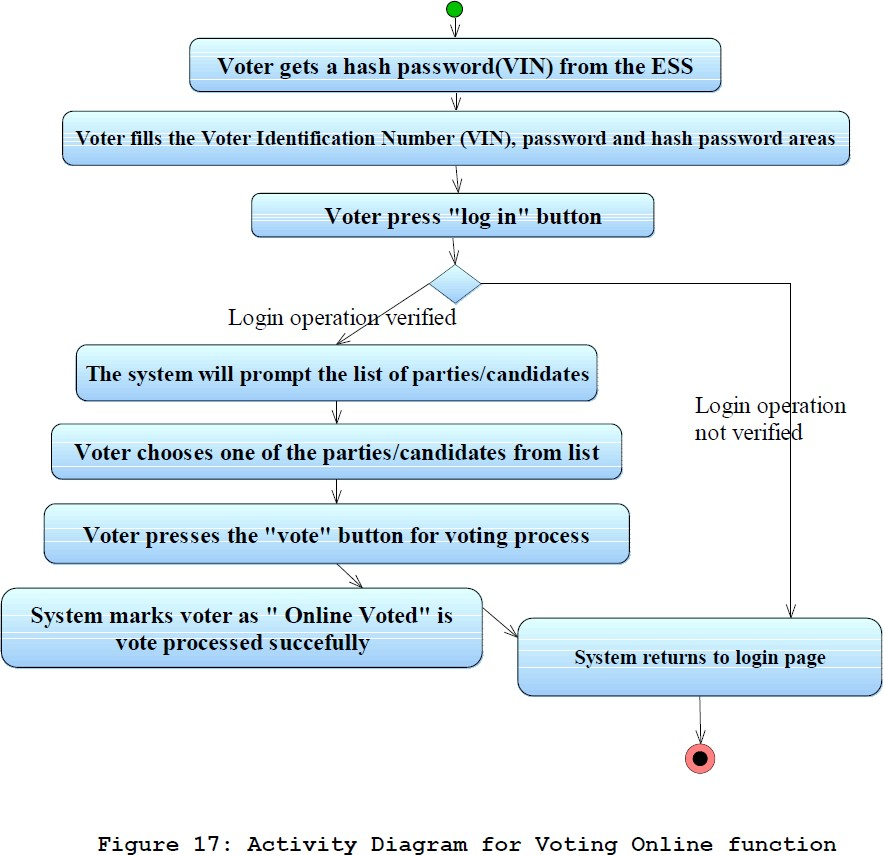 Voter gets a hash password(VIN) from the ESS
Voter fills the Voter Identification Number (VIN), password and hash password areas
Voter press "log in" button
Login operation verified
The system will prompt the list of parties/candidates
Login operation
not verified
Voter chooses one of the parties/candidates from list
Voter presses the "vote" button for voting process
System marks voter as " Online Voted" is
vote processed succefully
System returns to login page
Figure 17: Activity Diagram for Voting Online function